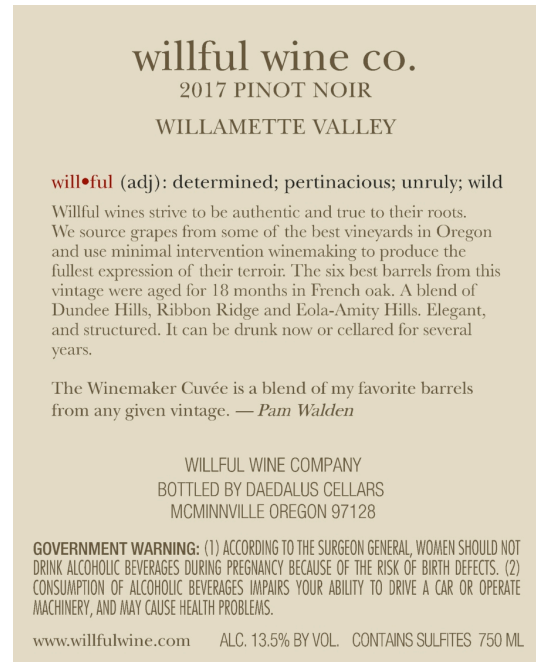 willful wine co.
2017 PINOT NOIR
WILLAMETTE VALLEY
will•ful (adj): determined; pertinacious; unruly; wild
Willful wines strive to be authentic and true to their roots.
We source grapes from some of the best vineyards in Oregon
and use minimal intervention winemaking to produce the
fullest expression of their terroir. The six best barrels from this
vintage were aged for 18 months in French oak. A blend of
Dundee Hills, Ribbon Ridge and Eola-Amity Hills. Elegant,
and structured. It can be drunk now or cellared for several
years.
The Winemaker Cuvée is a blend of my favorite barrels
from any given vintage. — Pam Walden
WILLFUL WINE COMPANY
BOTTLED BY DAEDALUS CELLARS
MCMINNVILLE OREGON 97128
GOVERNMENT WARNING: (1) ACCORDING TO THE SURGEON GENERAL, WOMEN SHOULD NOT
DRINK ALCOHOLIC BEVERAGES DURING PREGNANCY BECAUSE OF THE RISK OF BIRTH DEFECTS. (2)
CONSUMPTION OF ALCOHOLIC BEVERAGES IMPAIRS YOUR ABILITY TO DRIVE A CAR OR OPERATE
MACHINERY, AND MAY CAUSE HEALTH PROBLEMS.
www.willfulwine.com ALC. 13.5% BY VOL. CONTAINS SULFITES 750 ML